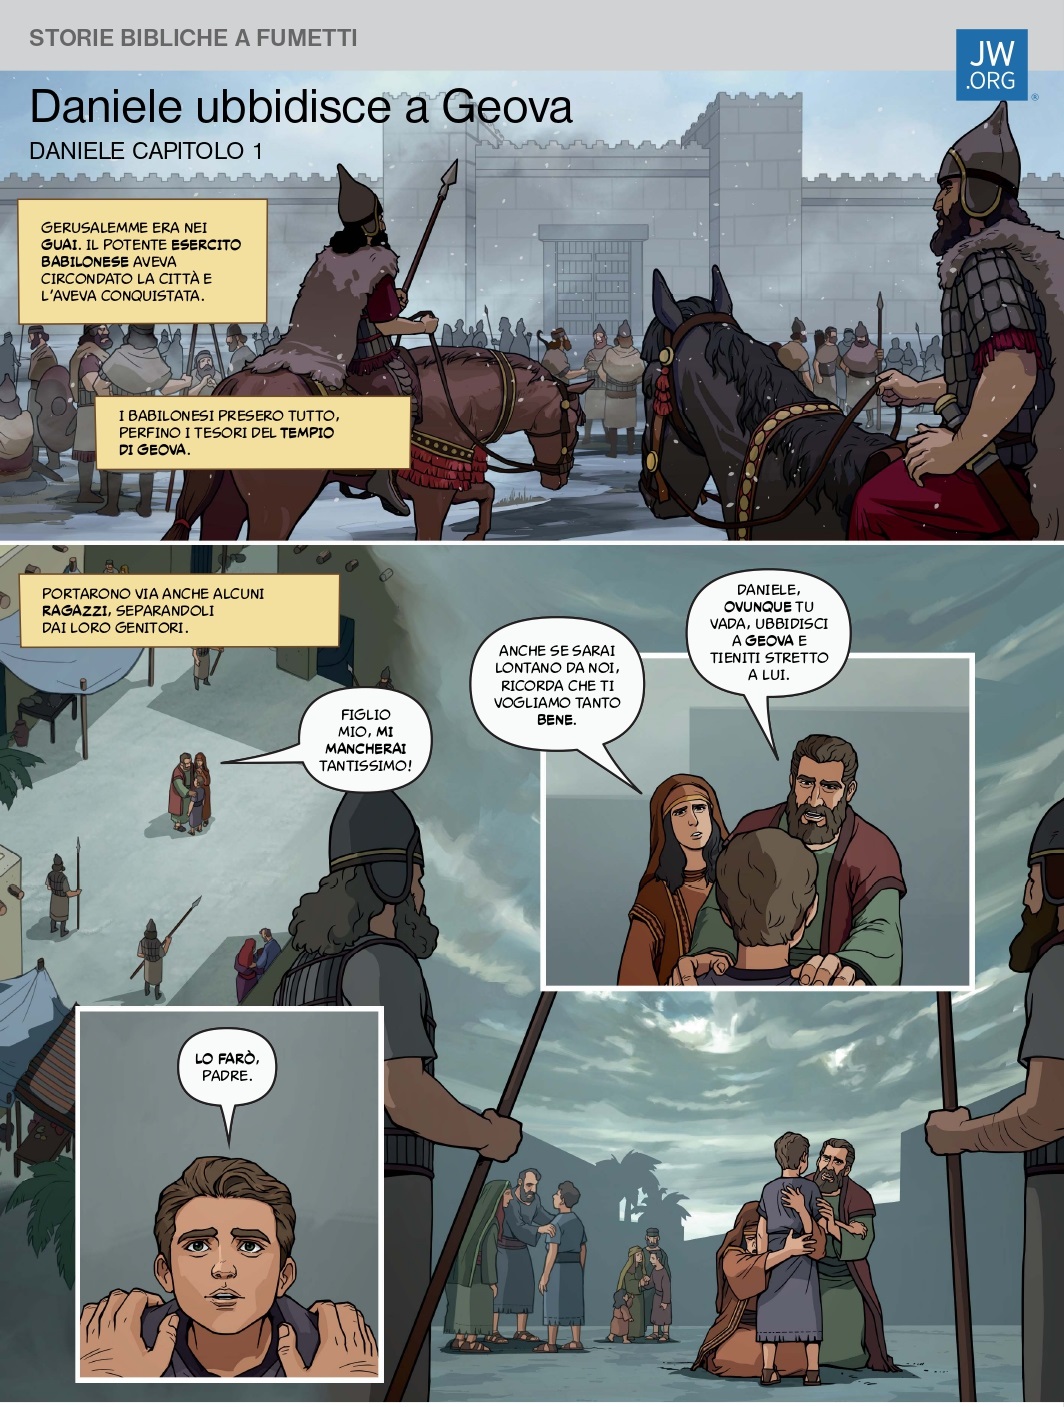 STORIE BIBLICHE A FUMETTI
JW
.ORG
®
Daniele ubbidisce a Geova
DANIELE CAPITOLO 1
GERUSALEMME ERA NEI
GUAI. IL POTENTE ESERCITO
BABILONESE AVEVA
CIRCONDATO LA CITTÀ E
L'AVEVA CONQUISTATA.
I BABILONESI PRESERO TUTTO,
PERFINO I TESORI DEL TEMPIO
DI GEOVA.
PORTARONO VIA ANCHE ALCUNI
RAGAZZI, SEPARANDOLI
DAI LORO GENITORI.
FIGLIO
MIO, MI
MANCHERAI
TANTISSIMO!
ANCHE SE SARAI
LONTANO DA NOI,
RICORDA CHE TI
VOGLIAMO TANTO
BENE.
DANIELE,
OVUNQUE TU
VADA, UBBIDISCI
A GEOVA E
TIENITI STRETTO
A LUI.
LO FARÒ,
PADRE.